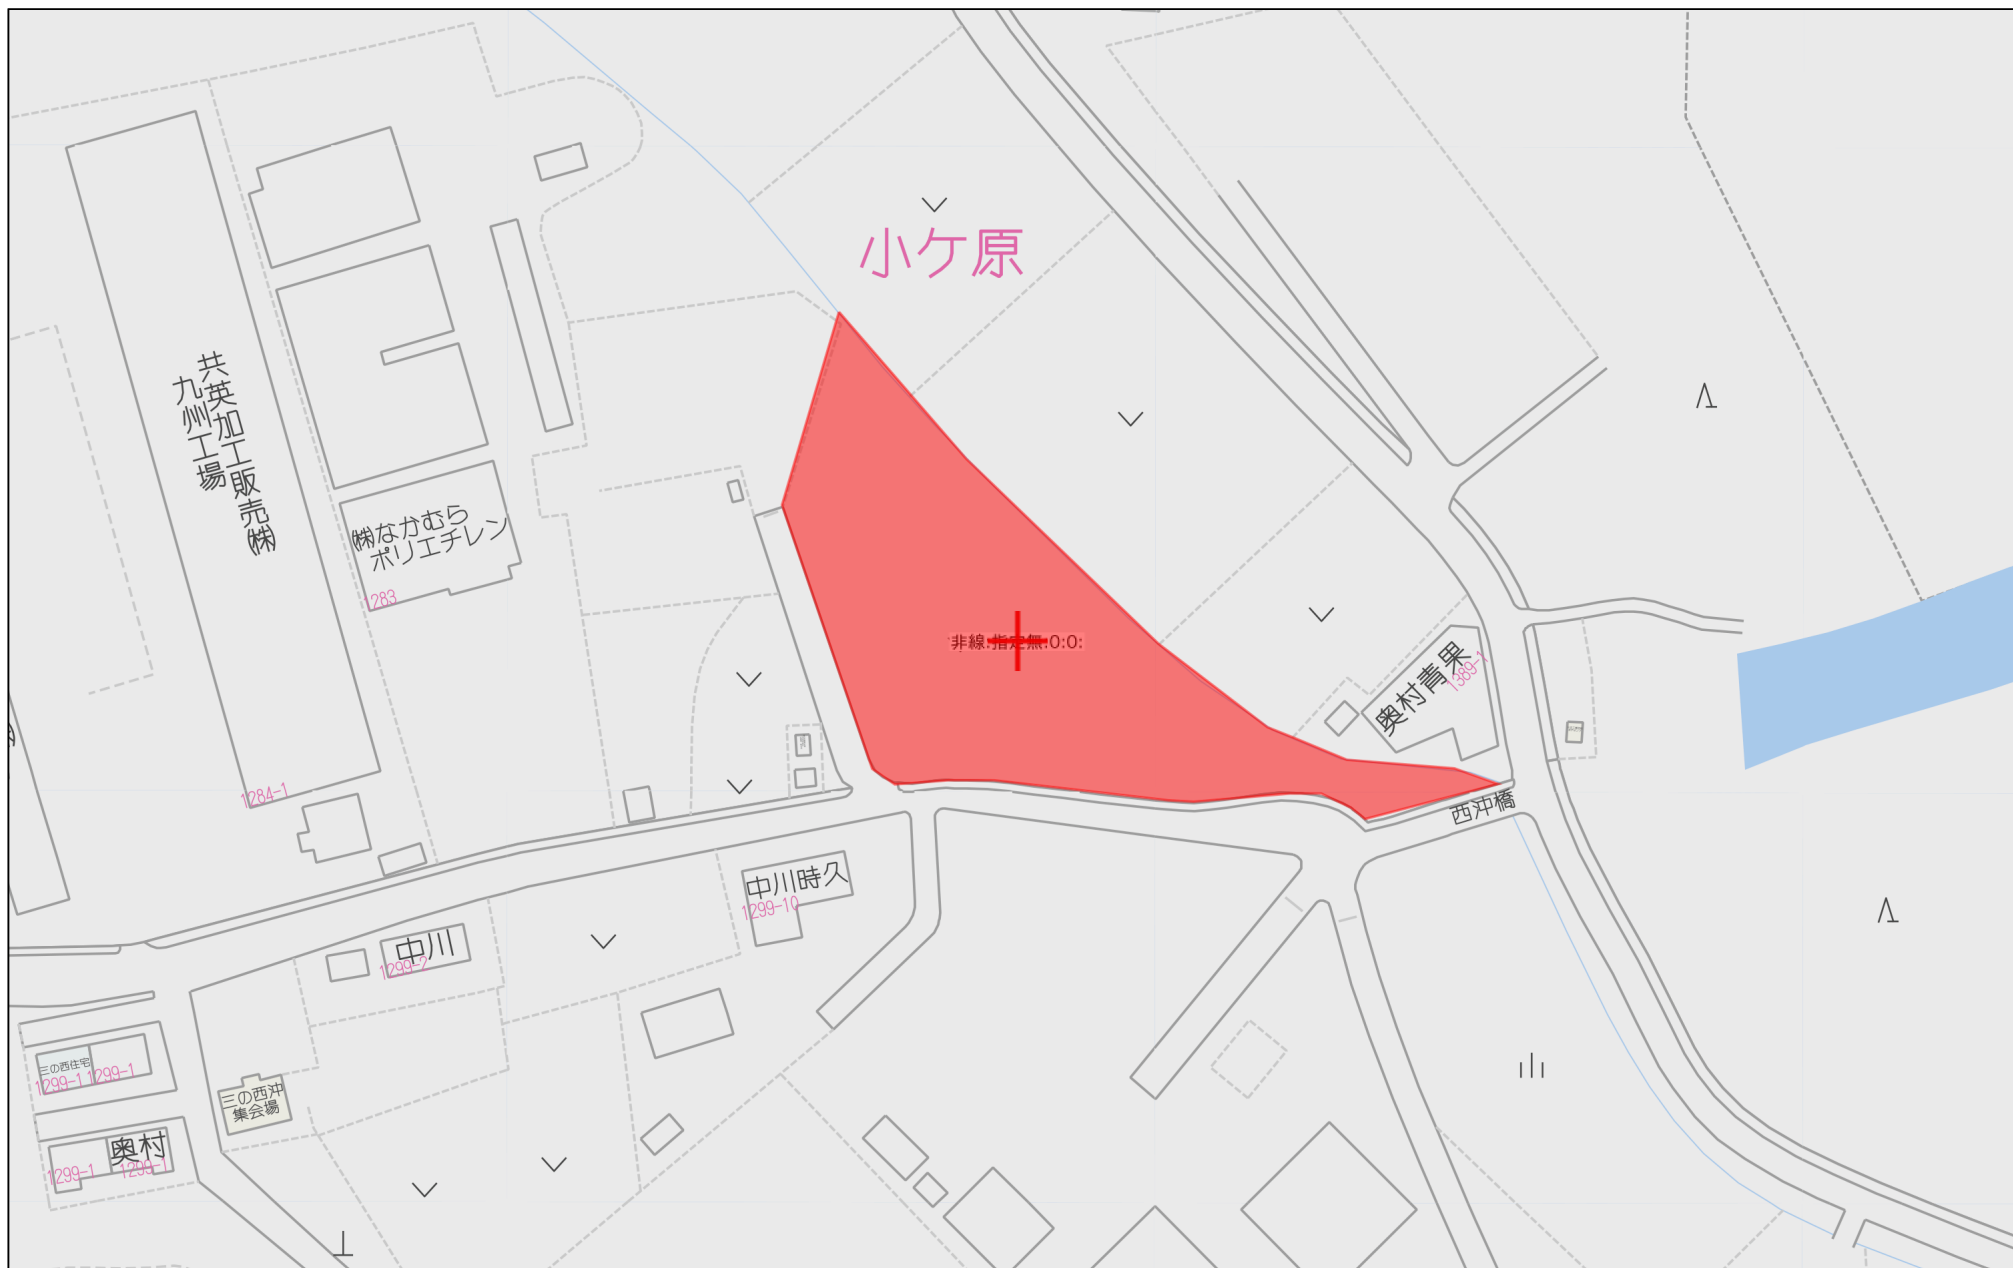 小ケ原
共英加工販売㈱
九州工場
㈱なかむら
ポリエチレン
1283
非線:指定無:0:0:
奥村青果
1389-1
1284-1
西沖橋
中川時久
1299-10
中川
1299-2
三の西住宅
1299-1
1299-1
三の西沖
集会場
奥村
1299-1
1299-1